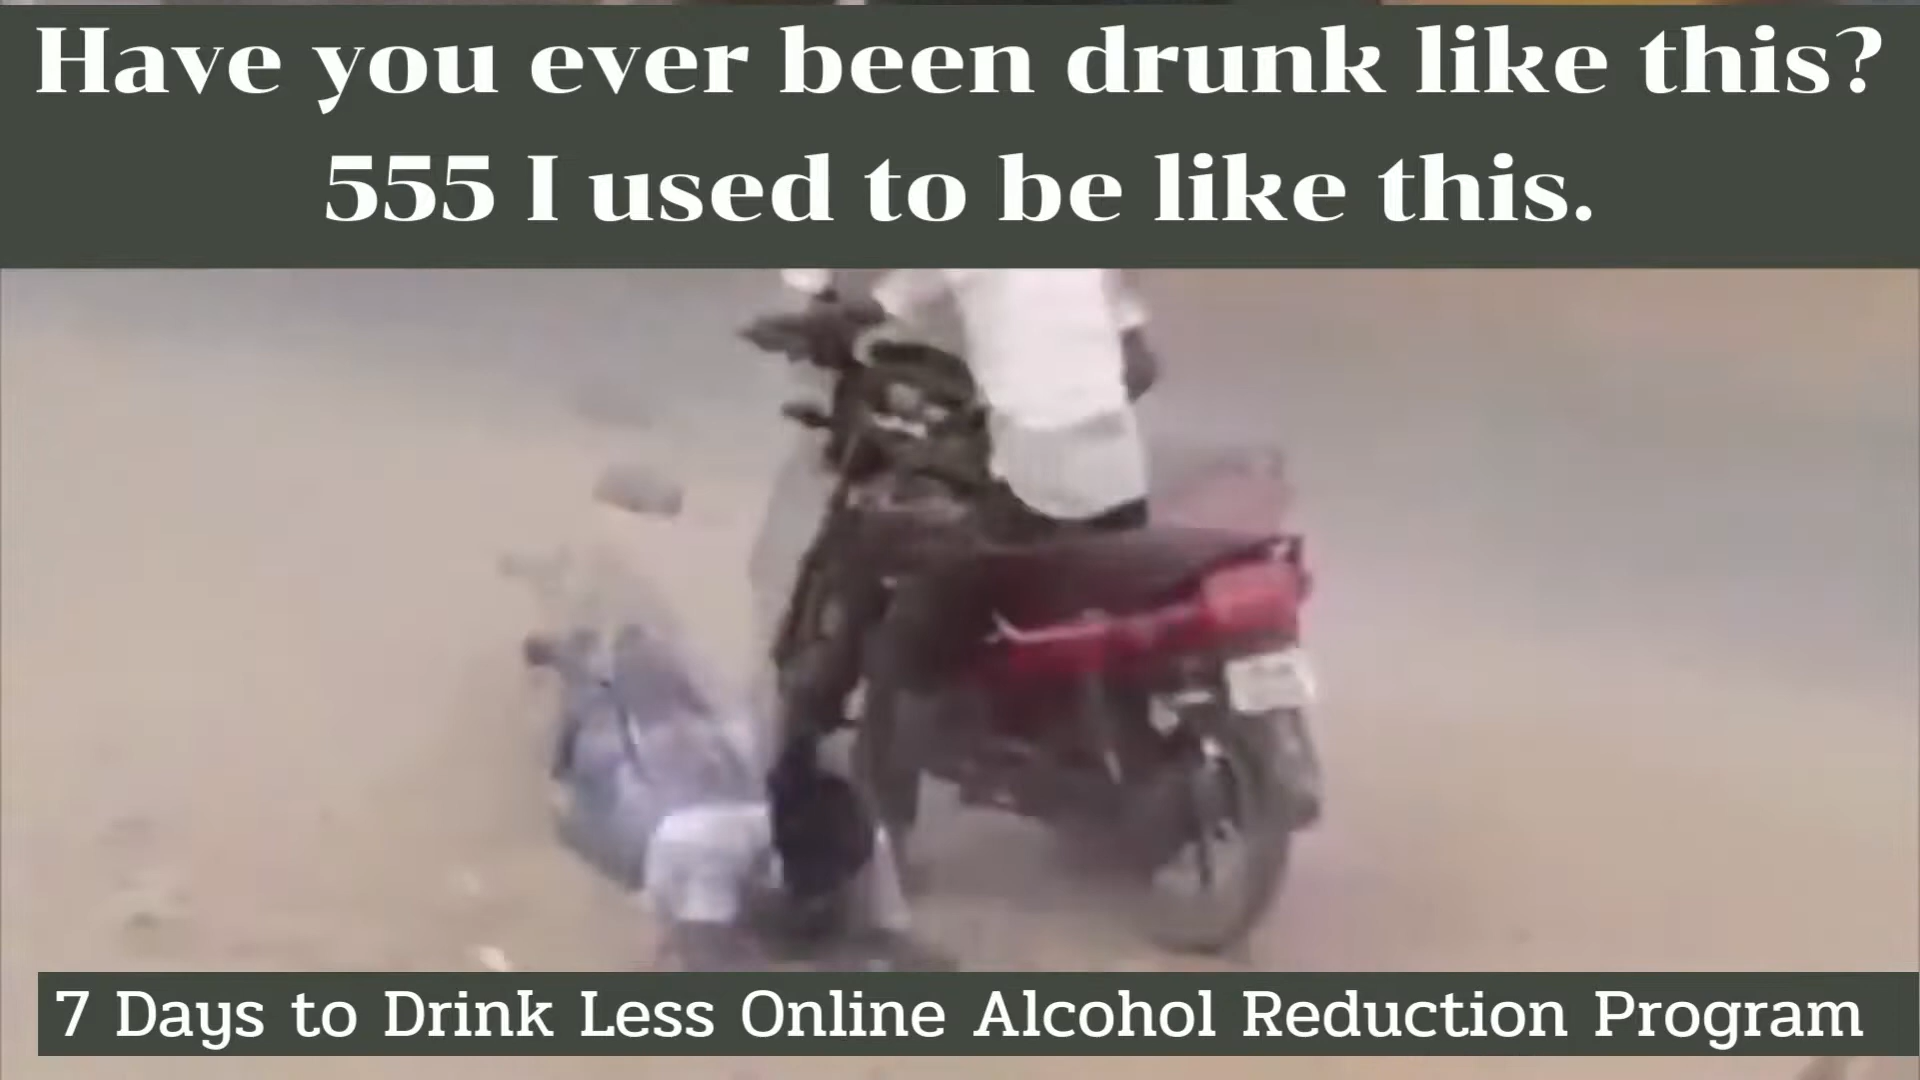 Have you ever been drunk like this?
555 I used to be like this.
7 Days to Drink Less Online Alcohol Reduction Program